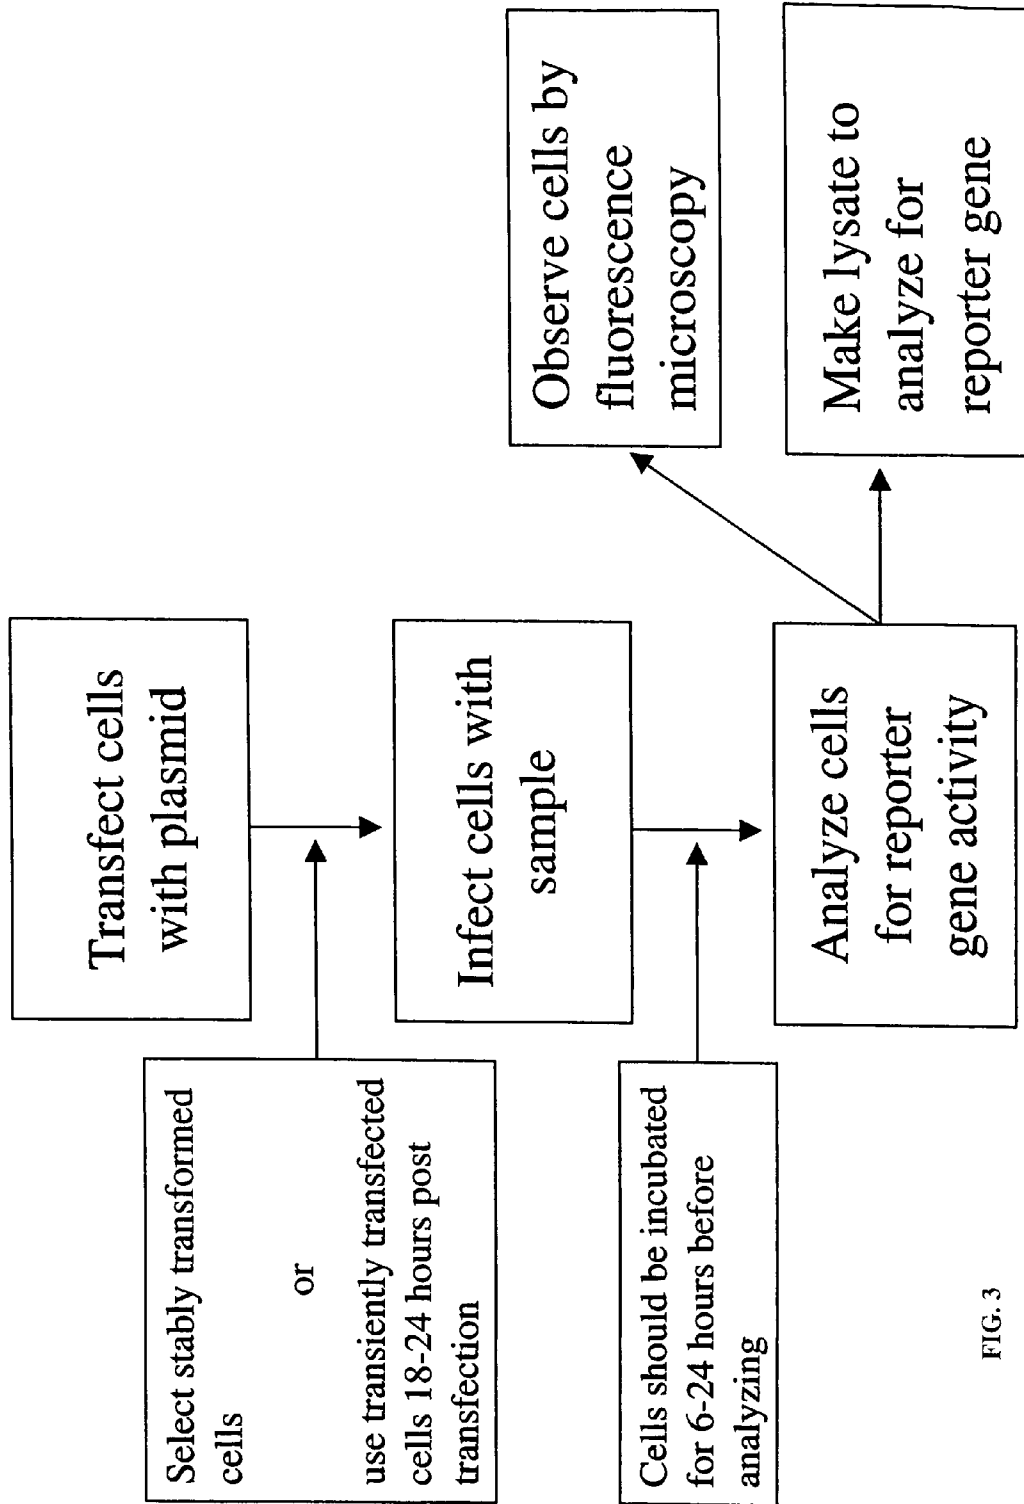 Transfect cells
with plasmid
Select stably transformed
cells
or
use transiently transfected
cells 18-24 hours post
transfection
Infect cells with
sample
Cells should be incubated
for 6-24 hours before
analyzing
Analyze cells
for reporter
gene activity
Observe cells by
fluorescence
microscopy
Make lysate to
analyze for
reporter gene
FIG. 3